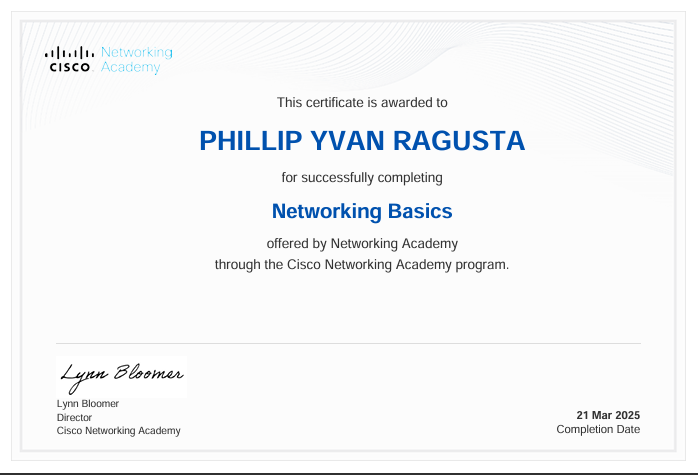 CISCO Networking Academy
This certificate is awarded to
PHILLIP YVAN RAGUSTA
for successfully completing
Networking Basics
offered by Networking Academy
through the Cisco Networking Academy program.
Lynn Bloomer
Lynn Bloomer
Director
Cisco Networking Academy
21 Mar 2025
Completion Date